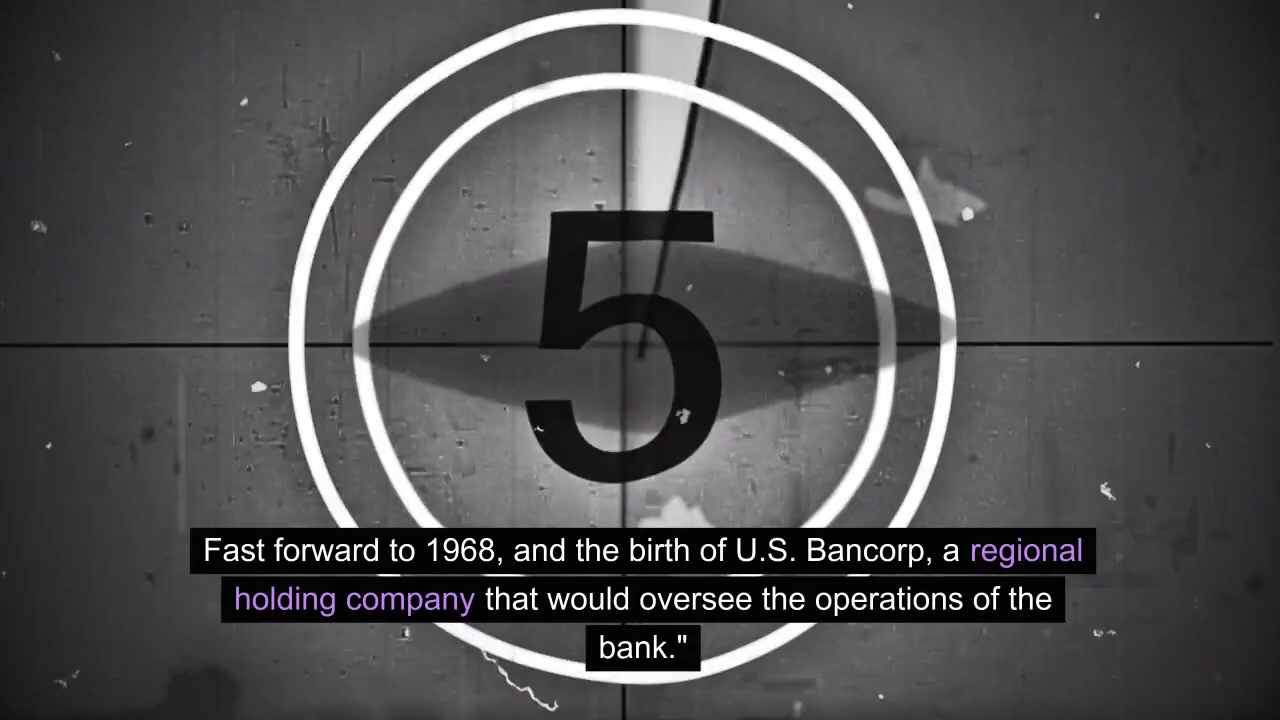 5
Fast forward to 1968, and the birth of U.S. Bancorp, a regional
holding company that would oversee the operations of the
bank."